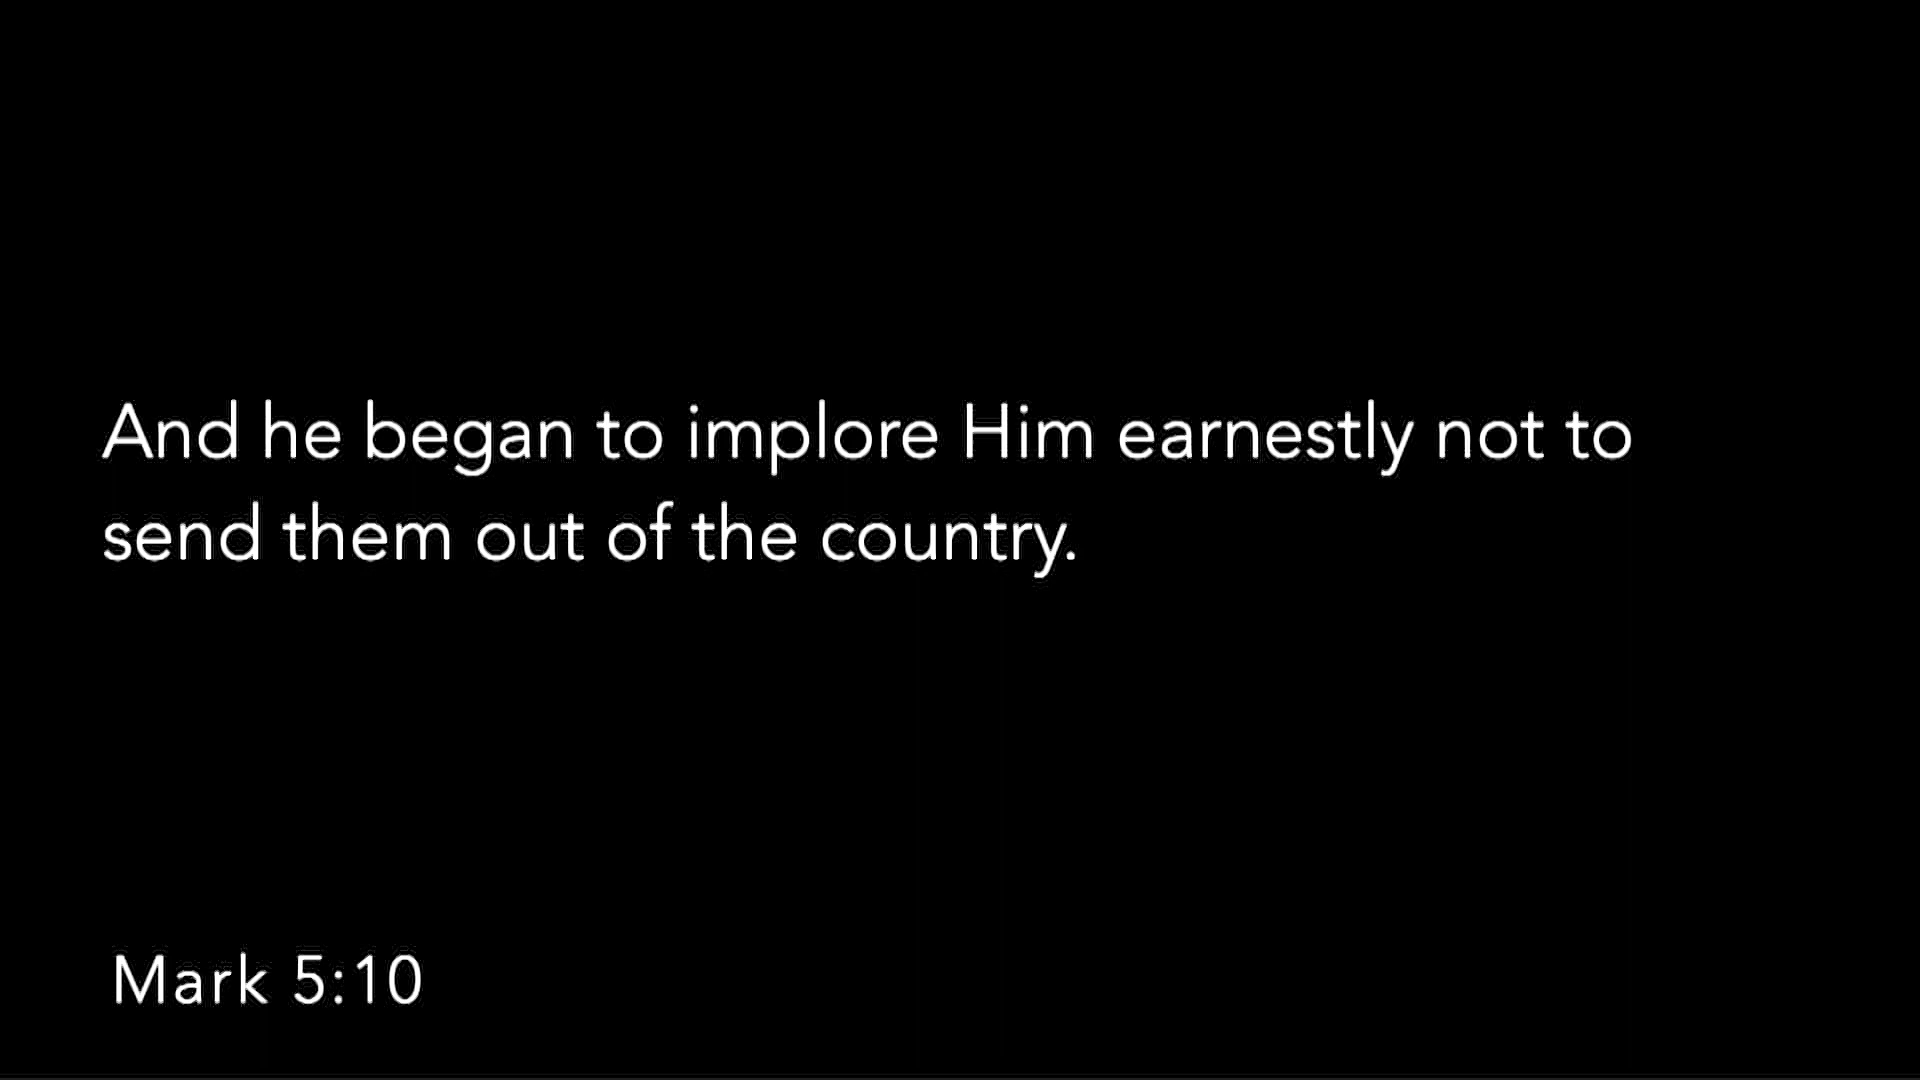 And he began to implore Him earnestly not to
send them out of the country.
Mark 5:10